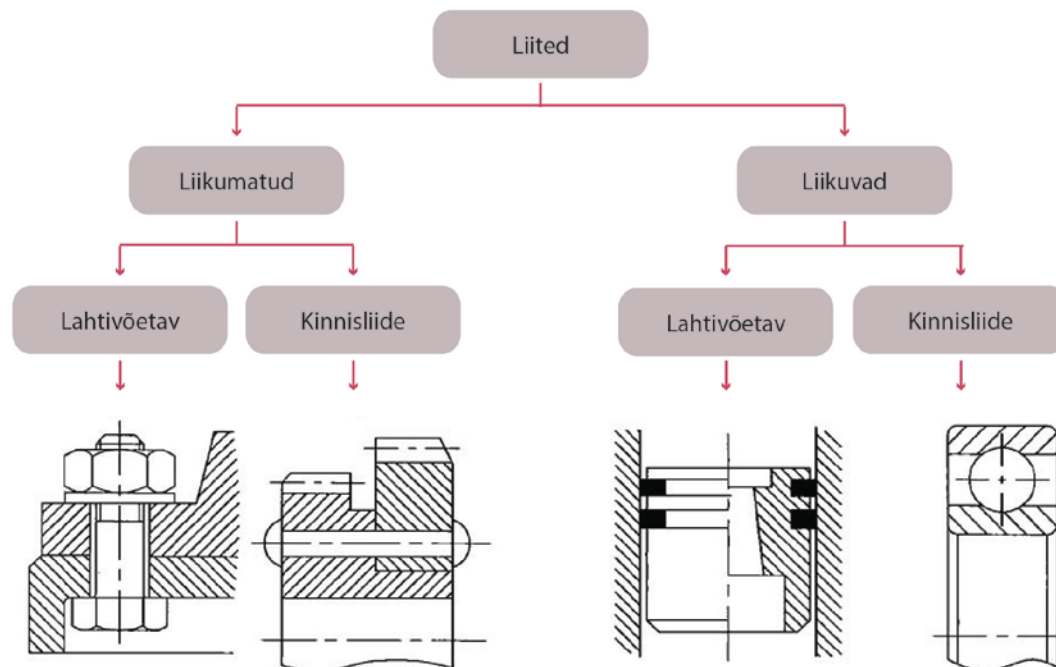 Liited
Liikumatud
Liikuvad
Lahtivõetav
Kinnisliide
Lahtivõetav
Kinnisliide